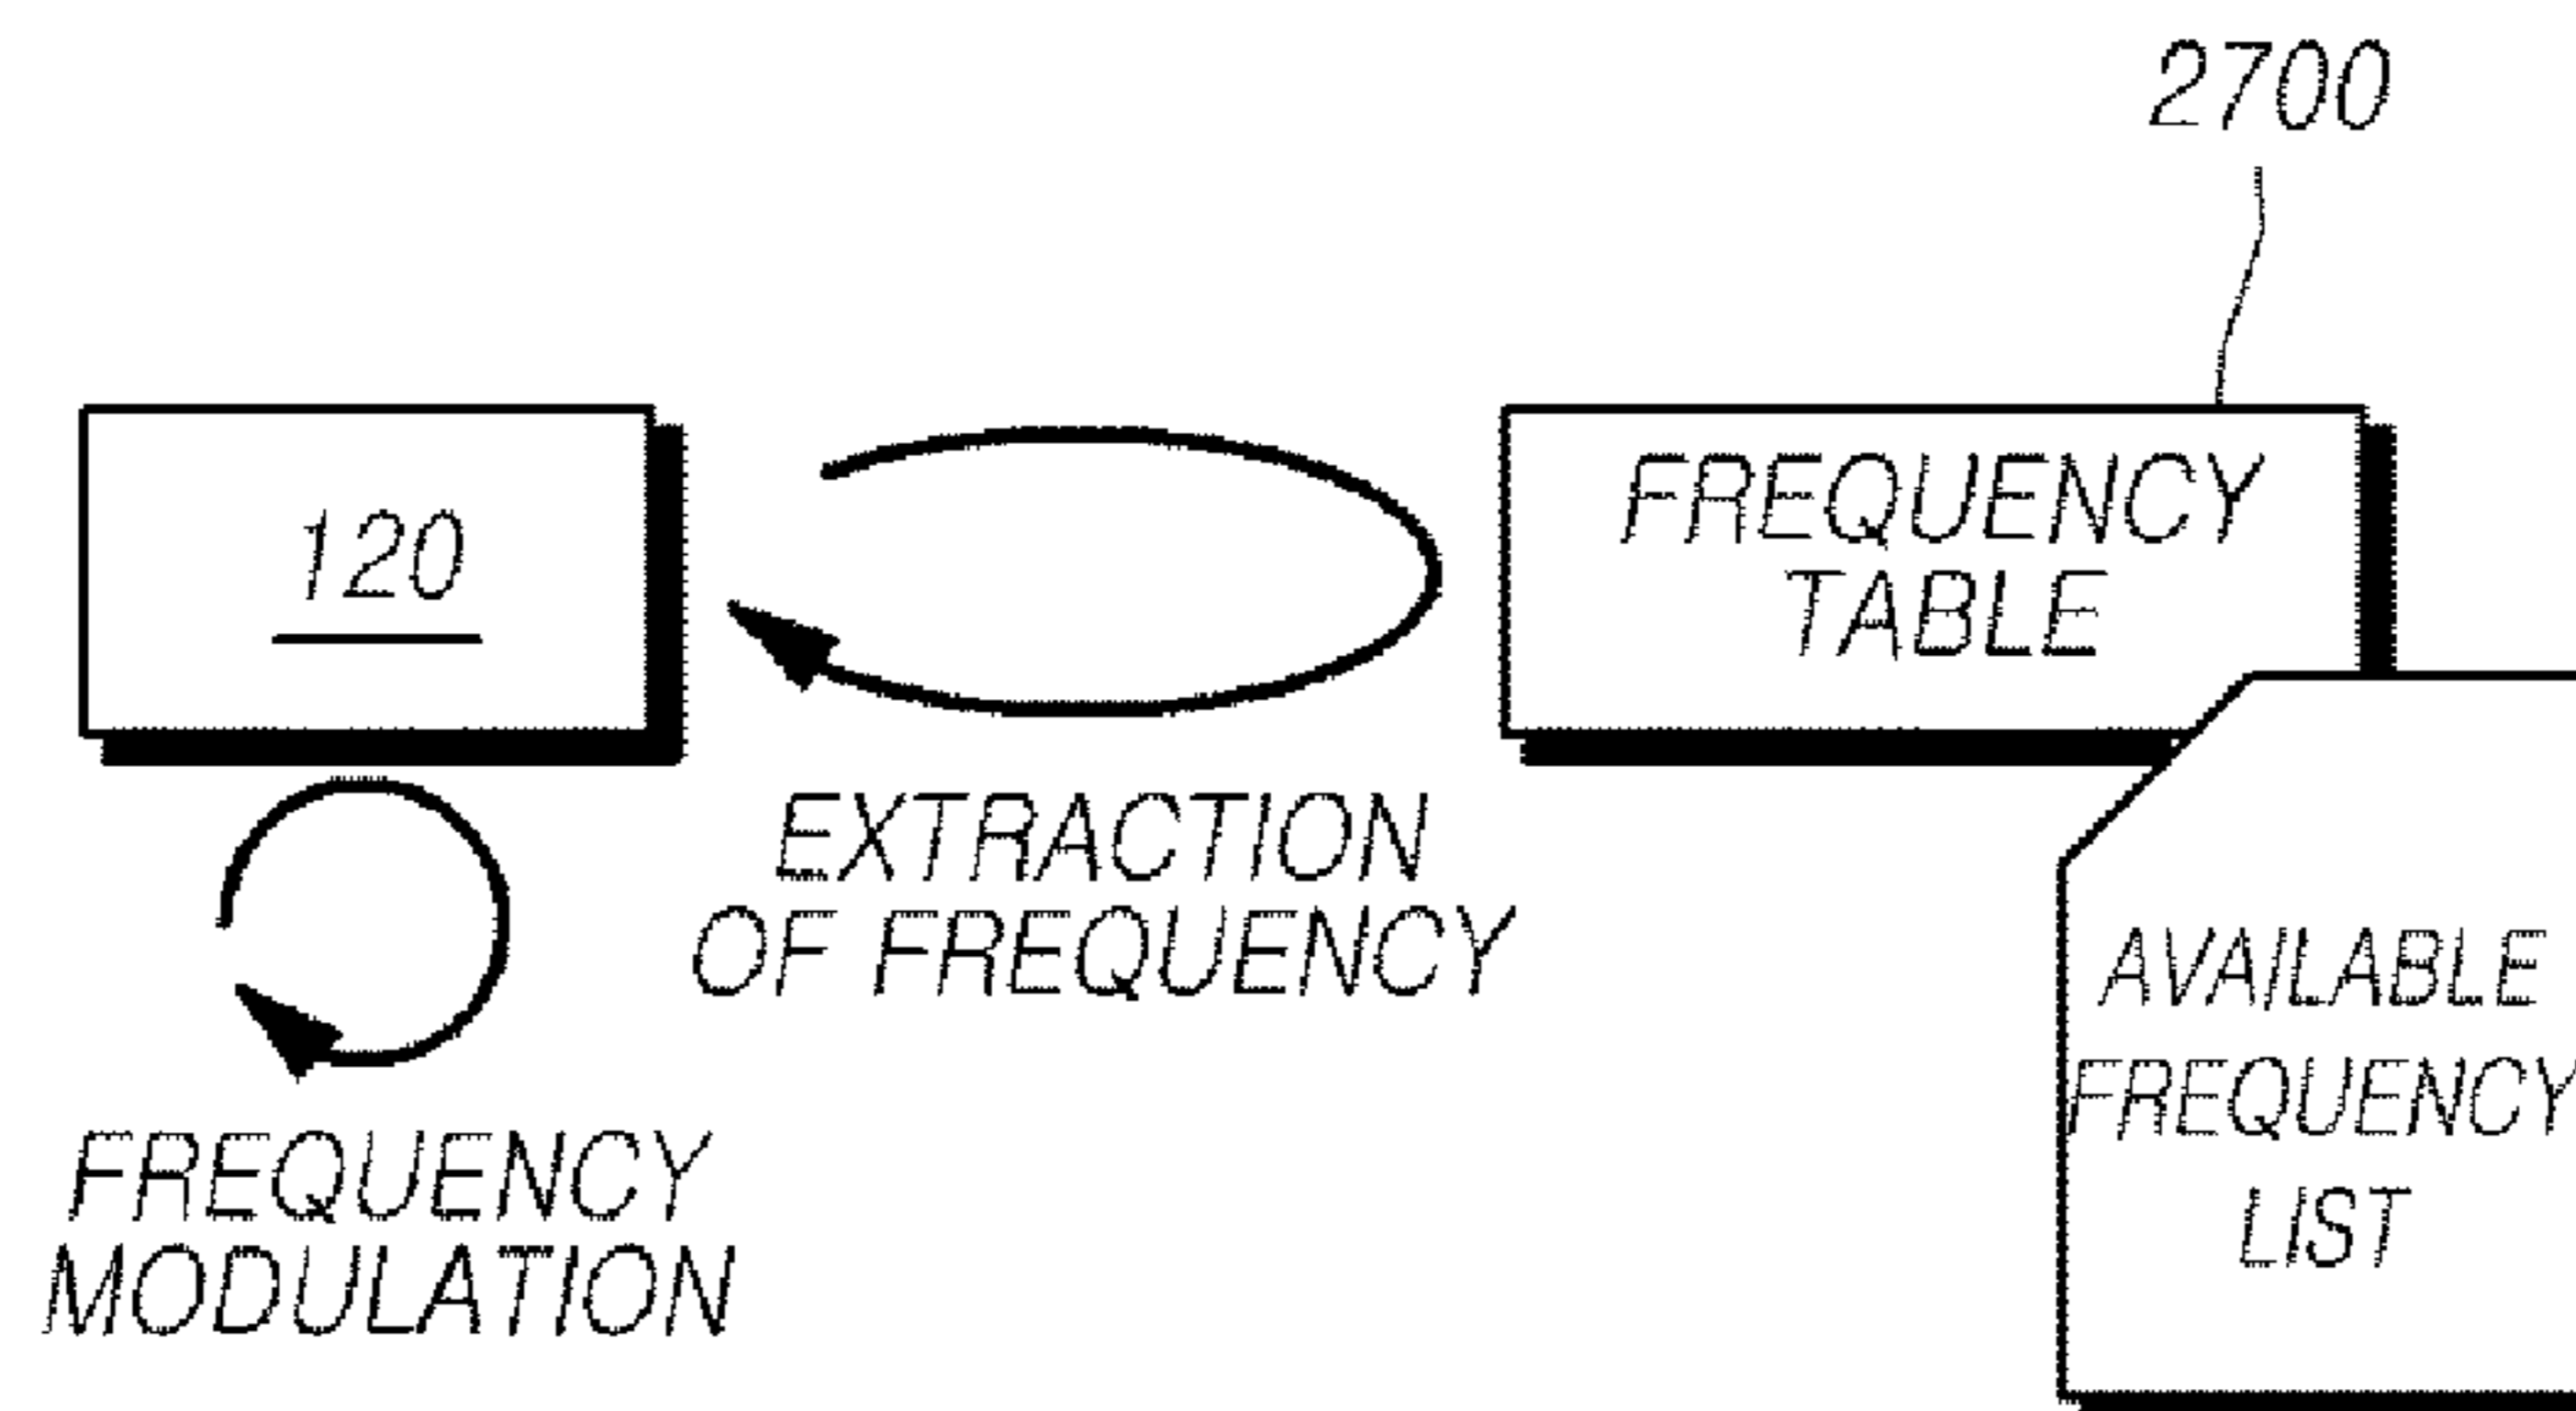 2700
120
FREQUENCY
TABLE
EXTRACTION
OF FREQUENCY
AVAILABLE
FREQUENCY
LIST
FREQUENCY
MODULATION